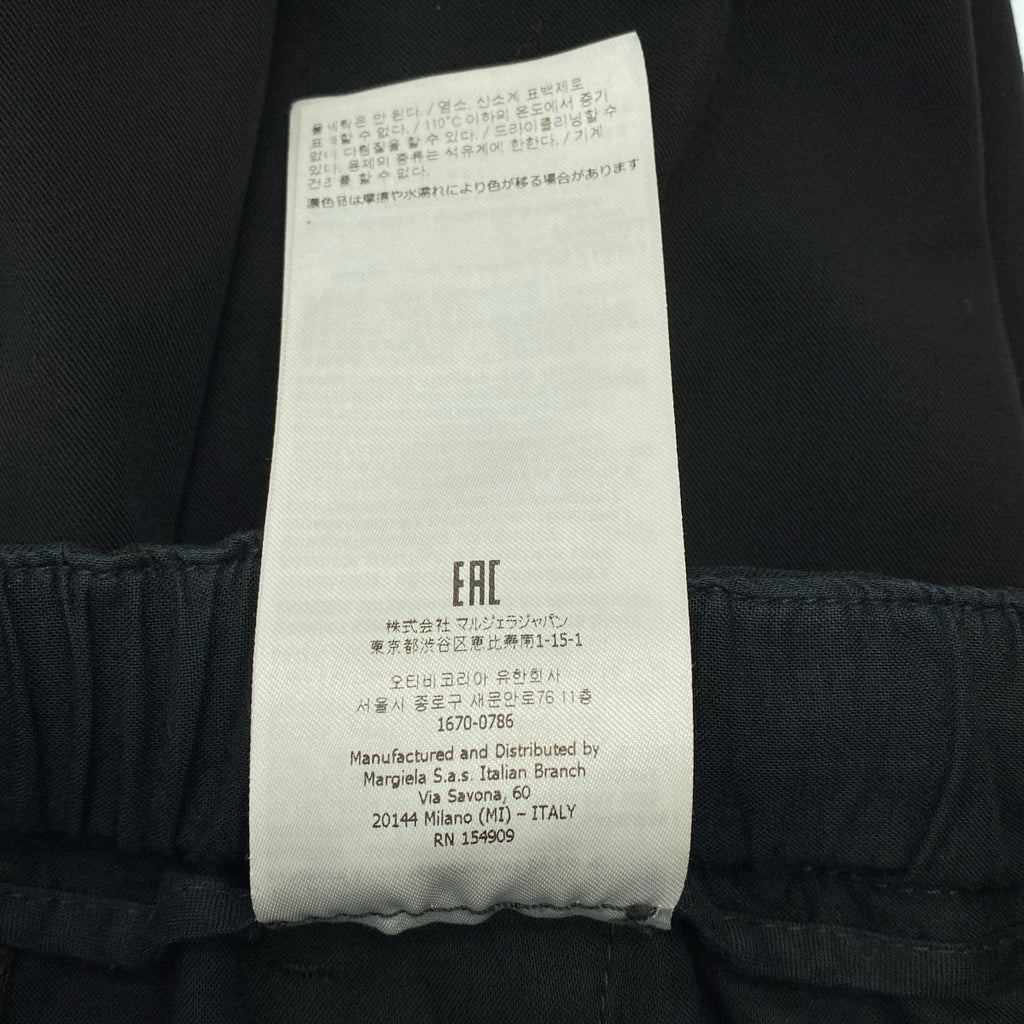 물세탁은 안 된다. / 염소, 산소계 표백제로
표백할 수 없다. / 110˚C 이하의 온도에서 증기
없이 다림질을 할 수 있다. / 드라이클리닝할 수
있다. 용제의 종류는 석유계에 한한다. / 기계
건조를 할 수 없다.
濃色品は摩擦や水濡れにより色が移る場合があります
.
EAC
株式会社 マルジェラジャパン
東京都渋谷区恵比寿南1-15-1
오티비코리아 유한회사
서울시 종로구 새문안로76 11층
1670-0786
Manufactured and Distributed by
Margiela S.a.s. Italian Branch
Via Savona, 60
20144 Milano (MI) – ITALY
RN 154909